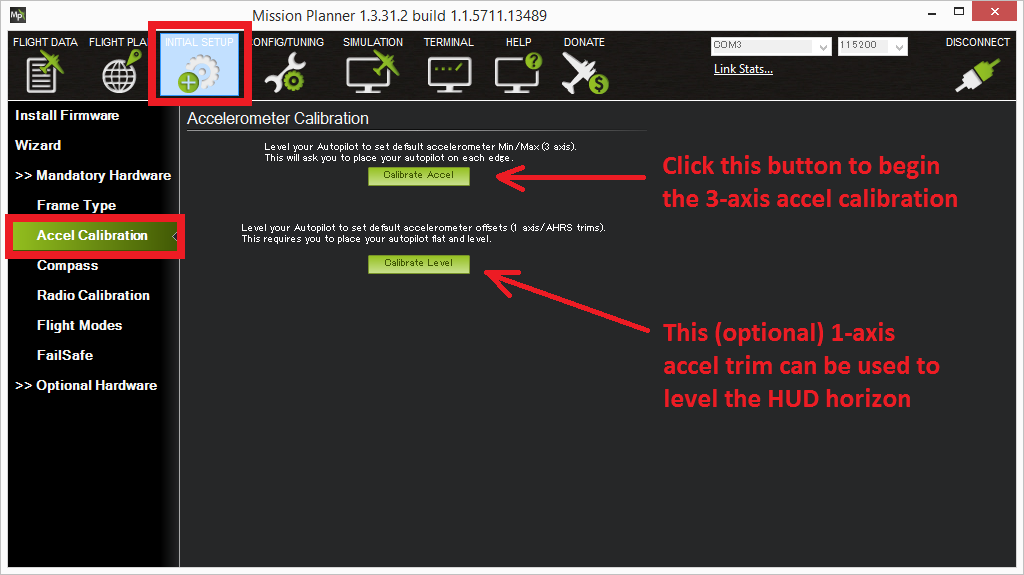 Mp
Mission Planner 1.3.31.2 build 1.1.5711.13489
FLIGHT DATA
FLIGHT PLA
INITIAL SETUP
ONFIG/TUNING
SIMULATION
TERMINAL
HELP
DONATE
COM3
115200
Link Stats...
DISCONNECT
Install Firmware
Wizard
>> Mandatory Hardware
Frame Type
Accel Calibration
Compass
Radio Calibration
Flight Modes
FailSafe
>> Optional Hardware
Accelerometer Calibration
Level your Autopilot to set default accelerometer Min/Max (3 axis).
This will ask you to place your autopilot on each edge.
Calibrate Accel
Click this button to begin
the 3-axis accel calibration
Level your Autopilot to set default accelerometer offsets (1 axis/AHRS trims).
This requires you to place your autopilot flat and level.
Calibrate Level
This (optional) 1-axis
accel trim can be used to
level the HUD horizon